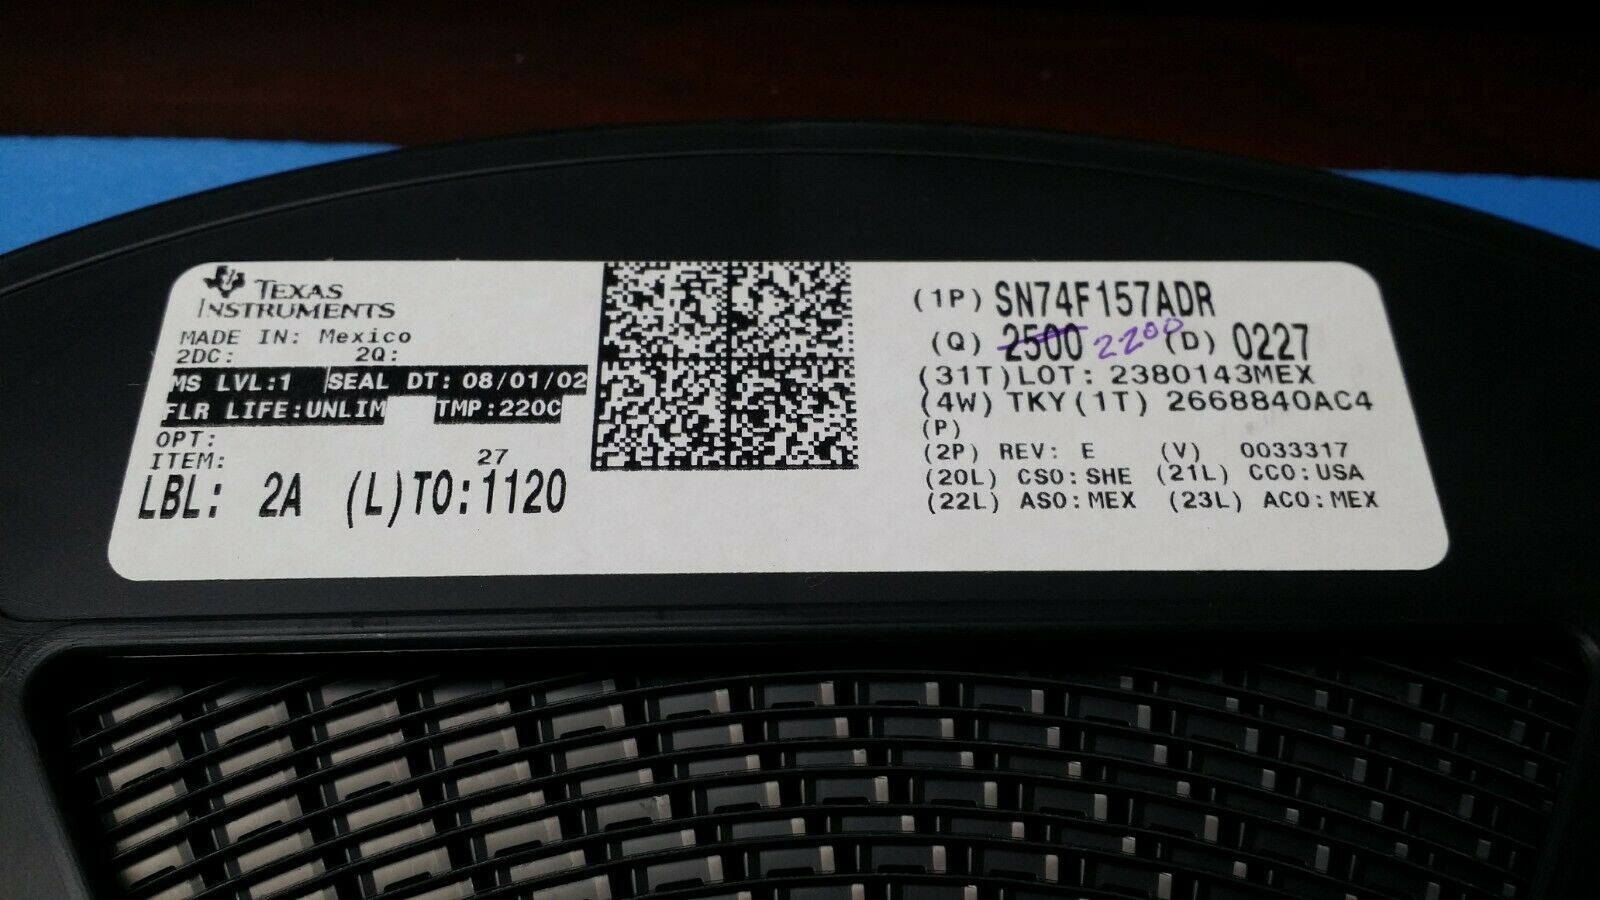 TEXAS
INSTRUMENTS
MADE IN: Mexico
2DC: 2Q:
MS LVL:1 SEAL DT: 08/01/02
FLR LIFE:UNLIM TMP:220C
OPT:
ITEM:
27
LBL: 2A (L)TO:1120
(1P) SN74F157ADR
(Q) 2500 2200 (D) 0227
(31T)LOT: 2380143MEX
(4W) TKY(1T) 2668840AC4
(P)
(2P) REV: E (V) 0033317
(20L) CSO:SHE (21L) CCO:USA
(22L) ASO:MEX (23L) ACO:MEX